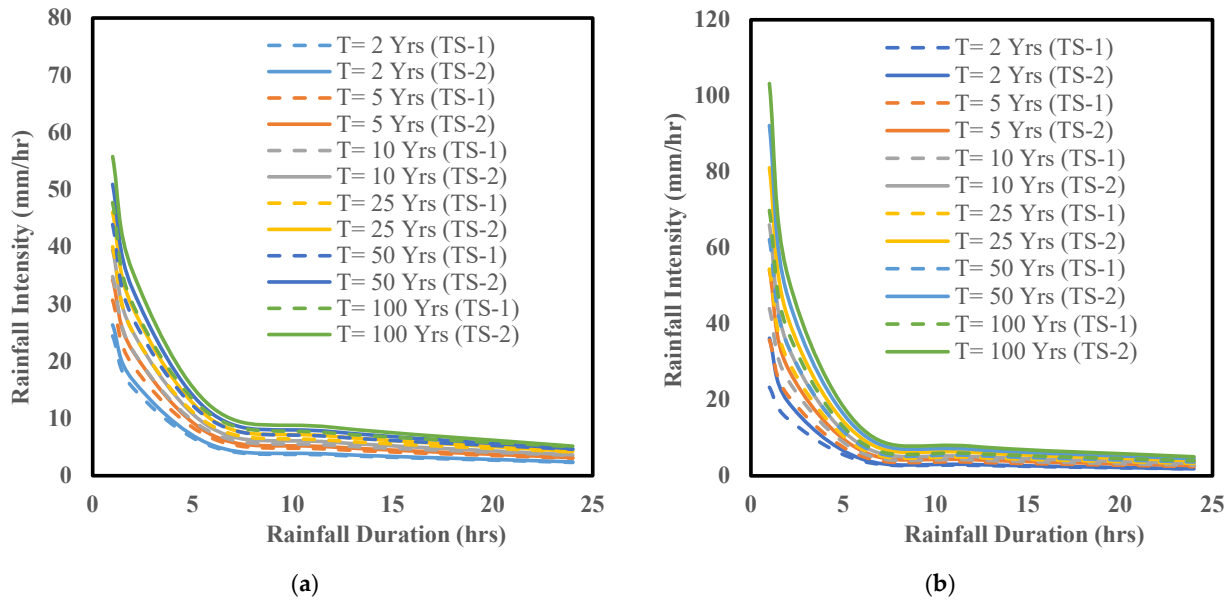 80
70
60
50
40
30
20
10
0
Rainfall Intensity (mm/hr)
T= 2 Yrs (TS-1)
T= 2 Yrs (TS-2)
T= 5 Yrs (TS-1)
T= 5 Yrs (TS-2)
T= 10 Yrs (TS-1)
T= 10 Yrs (TS-2)
T= 25 Yrs (TS-1)
T= 25 Yrs (TS-2)
T= 50 Yrs (TS-1)
T= 50 Yrs (TS-2)
T= 100 Yrs (TS-1)
T= 100 Yrs (TS-2)
0 5 10 15 20 25
Rainfall Duration (hrs)
(a)
120
100
80
60
40
20
0
Rainfall Intensity (mm/hr)
T= 2 Yrs (TS-1)
T= 2 Yrs (TS-2)
T= 5 Yrs (TS-1)
T= 5 Yrs (TS-2)
T= 10 Yrs (TS-1)
T= 10 Yrs (TS-2)
T= 25 Yrs (TS-1)
T= 25 Yrs (TS-2)
T= 50 Yrs (TS-1)
T= 50 Yrs (TS-2)
T= 100 Yrs (TS-1)
T= 100 Yrs (TS-2)
0 5 10 15 20 25
Rainfall Duration (hrs)
(b)